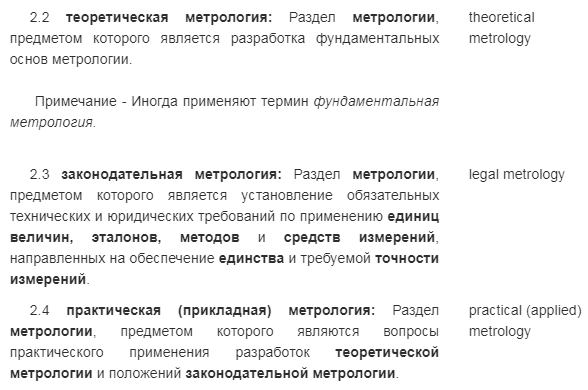 2.2 теоретическая метрология: Раздел метрологии, theoretical
предметом которого является разработка фундаментальных metrology
основ метрологии.
Примечание - Иногда применяют термин фундаментальная
метрология.
2.3 законодательная метрология: Раздел метрологии, legal metrology
предметом которого является установление обязательных
технических и юридических требований по применению единиц
величин, эталонов, методов и средств измерений,
направленных на обеспечение единства и требуемой точности
измерений.
2.4 практическая (прикладная) метрология: Раздел practical (applied)
метрологии, предметом которого являются вопросы metrology
практического применения разработок теоретической
метрологии и положений законодательной метрологии.